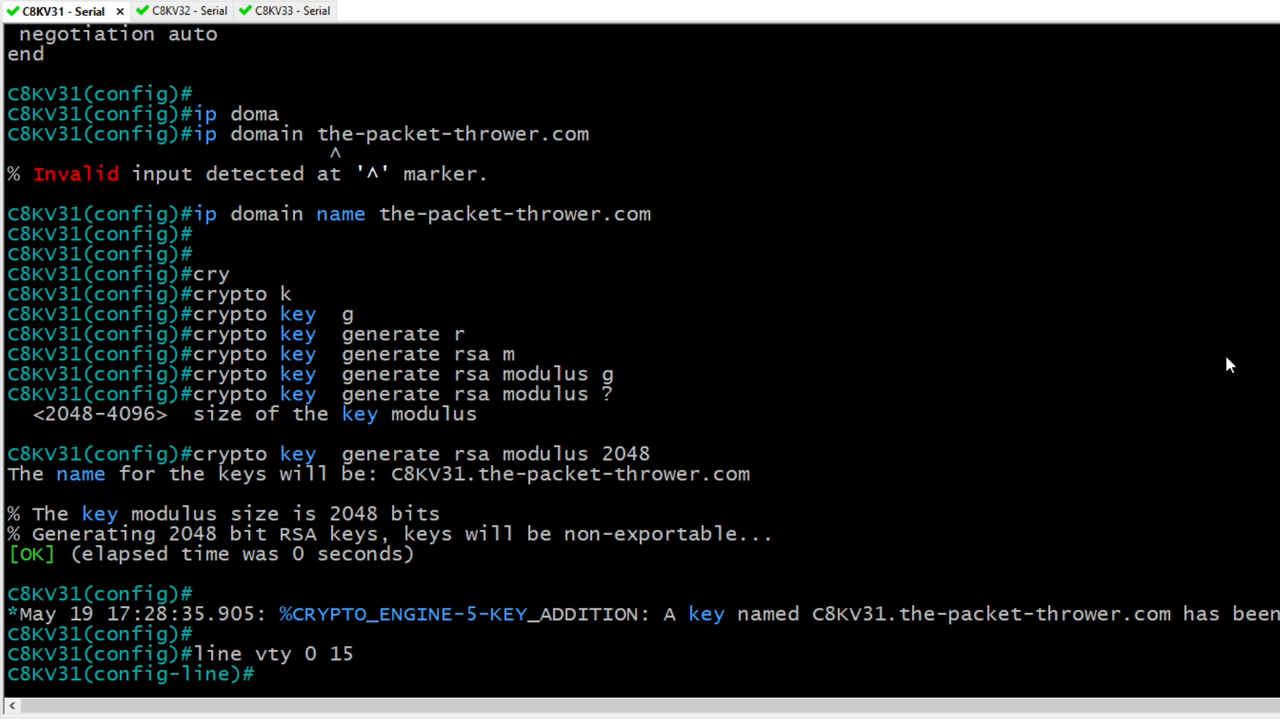 C8KV31 - Serial × C8KV32 - Serial C8KV33 - Serial
negotiation auto
end
C8KV31(config)#
C8KV31(config)#ip doma
C8KV31(config)#ip domain the-packet-thrower.com
^
% Invalid input detected at '^' marker.
C8KV31(config)#ip domain name the-packet-thrower.com
C8KV31(config)#
C8KV31(config)#
C8KV31(config)#cry
C8KV31(config)#crypto k
C8KV31(config)#crypto key  g
C8KV31(config)#crypto key  generate r
C8KV31(config)#crypto key  generate rsa m
C8KV31(config)#crypto key  generate rsa modulus g
C8KV31(config)#crypto key  generate rsa modulus ?
<2048-4096>  size of the key modulus
C8KV31(config)#crypto key  generate rsa modulus 2048
The name for the keys will be: C8KV31.the-packet-thrower.com
% The key modulus size is 2048 bits
% Generating 2048 bit RSA keys, keys will be non-exportable...
[OK] (elapsed time was 0 seconds)
C8KV31(config)#
*May 19 17:28:35.905: %CRYPTO_ENGINE-5-KEY_ADDITION: A key named C8KV31.the-packet-thrower.com has been
C8KV31(config)#
C8KV31(config)#line vty 0 15
C8KV31(config-line)#